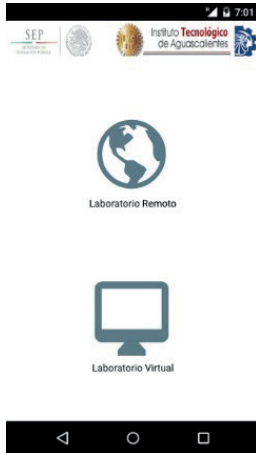 7:01
SEP
Instituto Tecnológico
de Aguascalientes
Laboratorio Remoto
Laboratorio Virtual